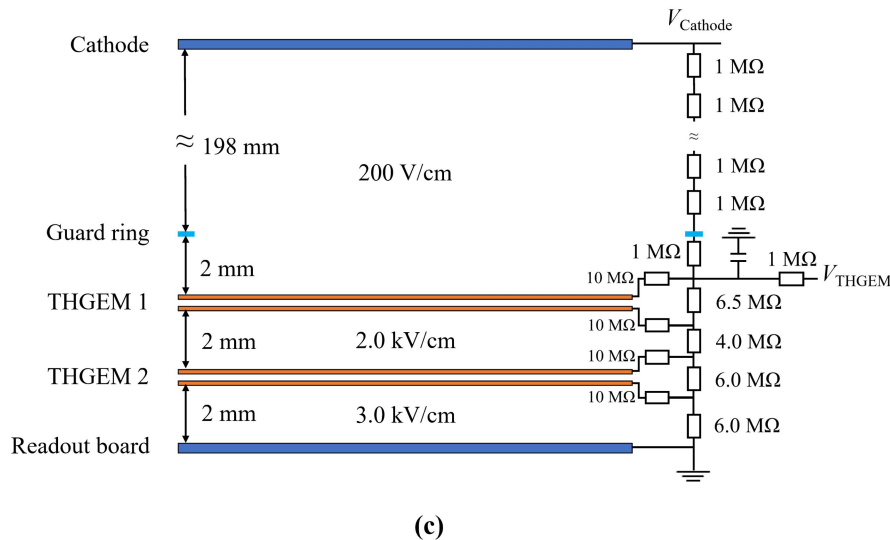 Cathode
V_Cathode
1 MΩ
1 MΩ
≈
≈ 198 mm
200 V/cm
1 MΩ
1 MΩ
Guard ring
2 mm
1 MΩ
1 MΩ
10 MΩ
V_THGEM
THGEM 1
6.5 MΩ
10 MΩ
2 mm
2.0 kV/cm
4.0 MΩ
10 MΩ
THGEM 2
6.0 MΩ
10 MΩ
2 mm
3.0 kV/cm
6.0 MΩ
Readout board
(c)